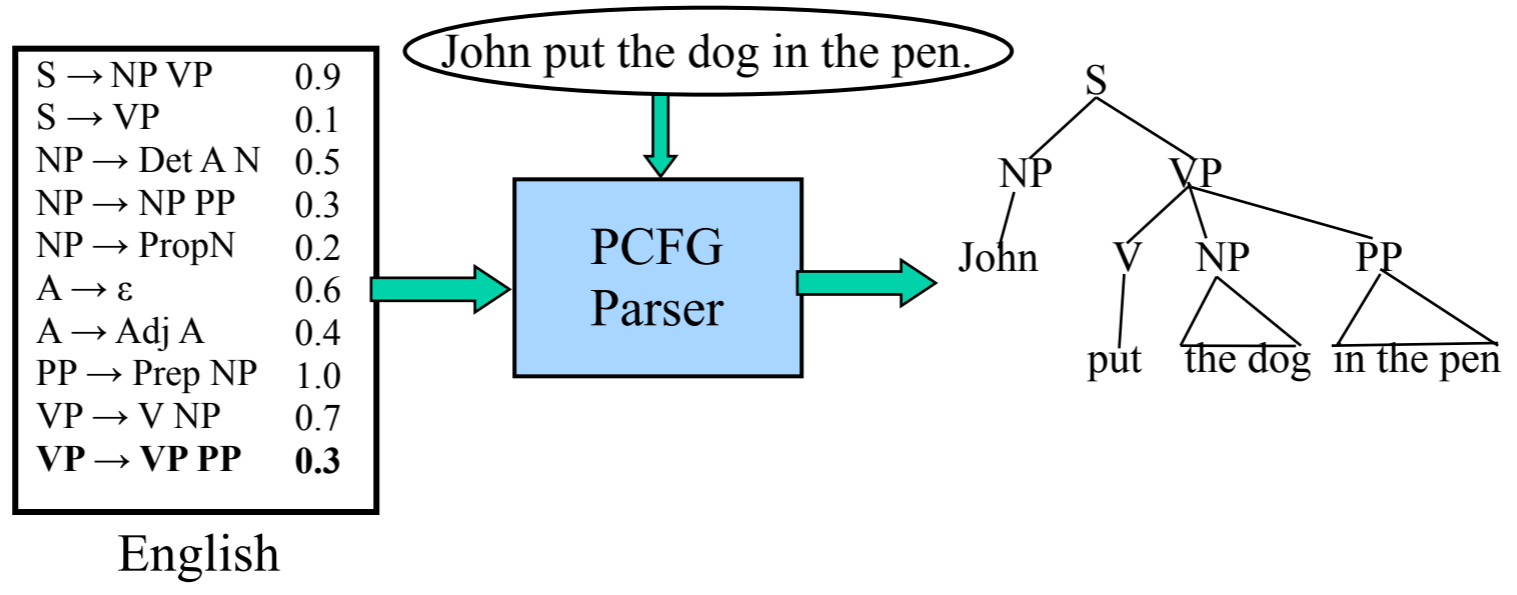 John put the dog in the pen.
S → NP VP 0.9
S → VP 0.1
NP → Det A N 0.5
NP → NP PP 0.3
NP → PropN 0.2
A → ε 0.6
A → Adj A 0.4
PP → Prep NP 1.0
VP → V NP 0.7
VP → VP PP 0.3
English
PCFG
Parser
S
NP VP
John V NP PP
put the dog in the pen